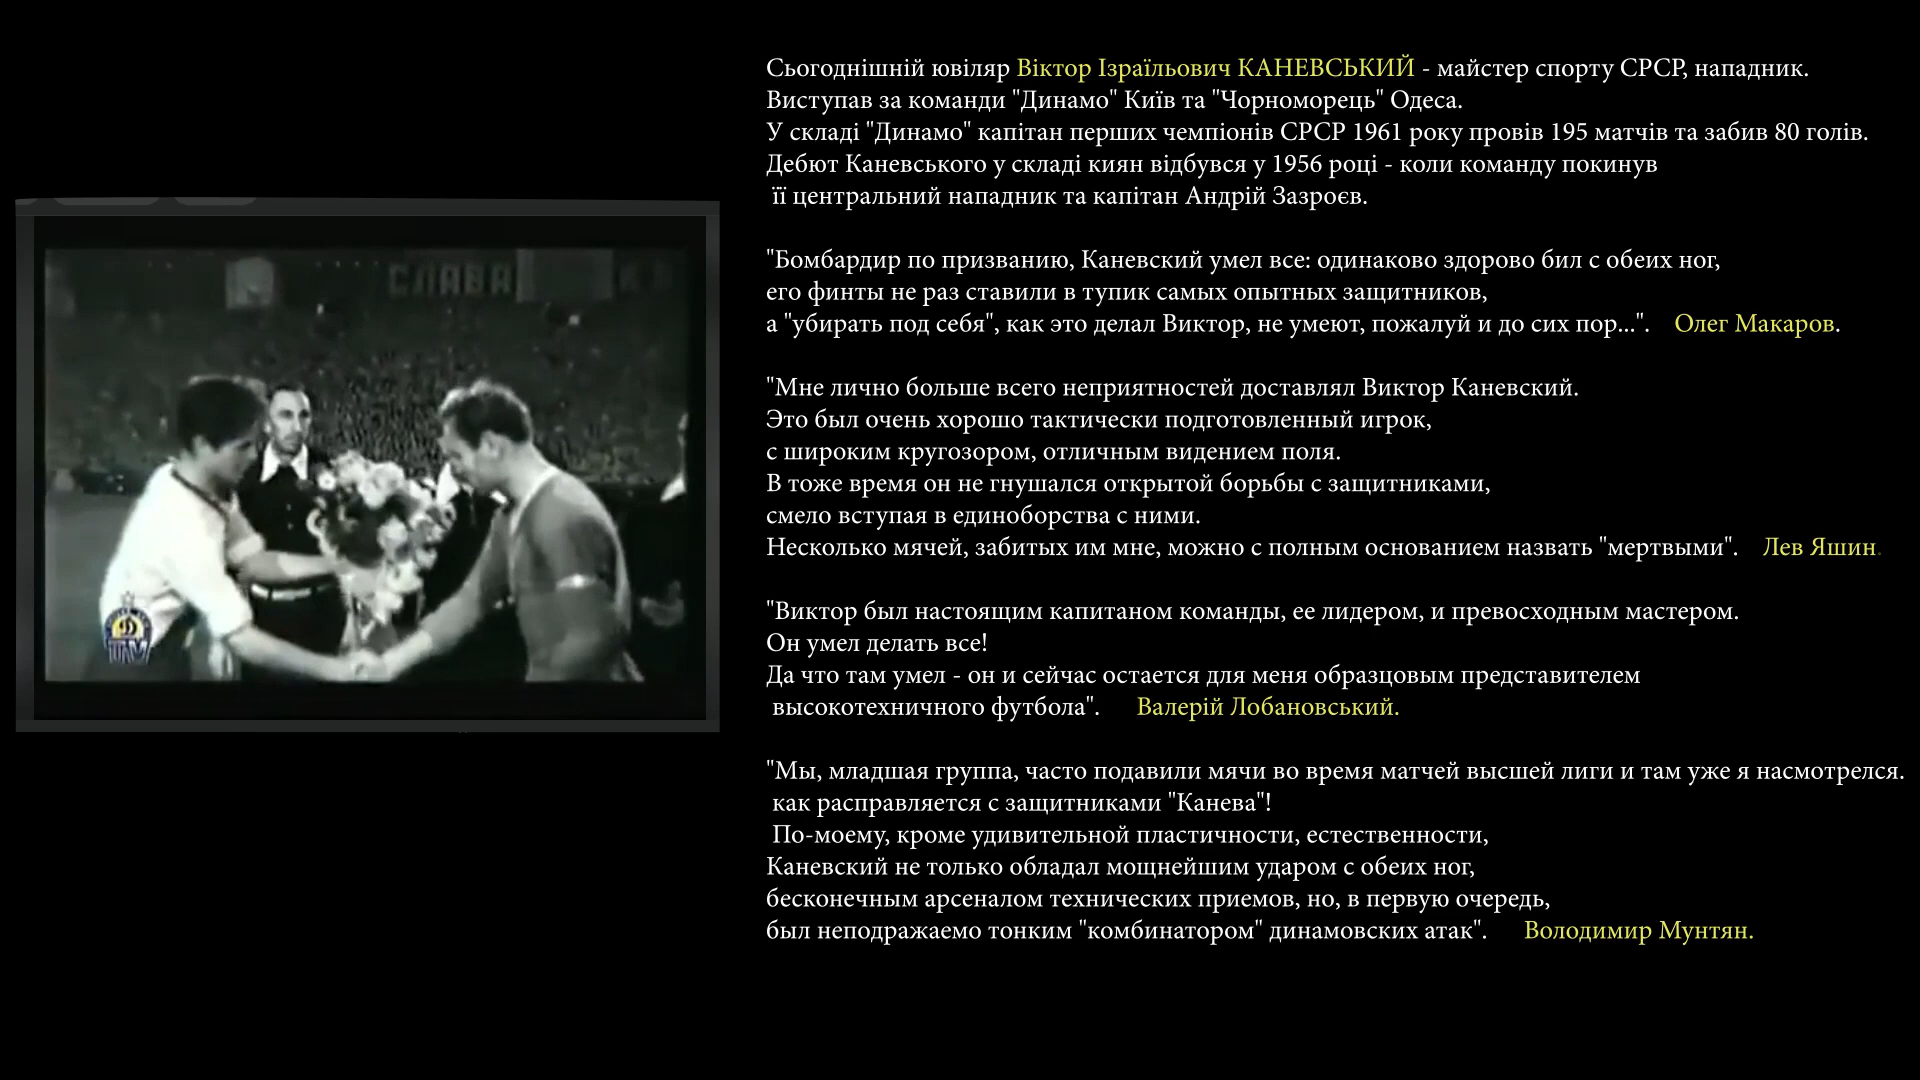 Сьогоднішній ювіляр Віктор Ізраїльович КАНЕВСЬКИЙ - майстер спорту СРСР, нападник.
Виступав за команди "Динамо" Київ та "Чорноморець" Одеса.
У складі "Динамо" капітан перших чемпіонів СРСР 1961 року провів 195 матчів та забив 80 голів.
Дебют Каневського у складі киян відбувся у 1956 році - коли команду покинув
її центральний нападник та капітан Андрій Зазроєв.
"Бомбардир по призванию, Каневский умел все: одинаково здорово бил с обеих ног,
его финты не раз ставили в тупик самых опытных защитников,
а "убирать под себя", как это делал Виктор, не умеют, пожалуй и до сих пор...". Олег Макаров.
"Мне лично больше всего неприятностей доставлял Виктор Каневский.
Это был очень хорошо тактически подготовленный игрок,
с широким кругозором, отличным видением поля.
В тоже время он не гнушался открытой борьбы с защитниками,
смело вступая в единоборства с ними.
Несколько мячей, забитых им мне, можно с полным основанием назвать "мертвыми". Лев Яшин.
"Виктор был настоящим капитаном команды, ее лидером, и превосходным мастером.
Он умел делать все!
Да что там умел - он и сейчас остается для меня образцовым представителем
высокотехничного футбола". Валерій Лобановський.
"Мы, младшая группа, часто подавили мячи во время матчей высшей лиги и там уже я насмотрелся.
как расправляется с защитниками "Канева"!
По-моему, кроме удивительной пластичности, естественности,
Каневский не только обладал мощнейшим ударом с обеих ног,
бесконечным арсеналом технических приемов, но, в первую очередь,
был неподражаемо тонким "комбинатором" динамовских атак". Володимир Мунтян.
СЛАВА